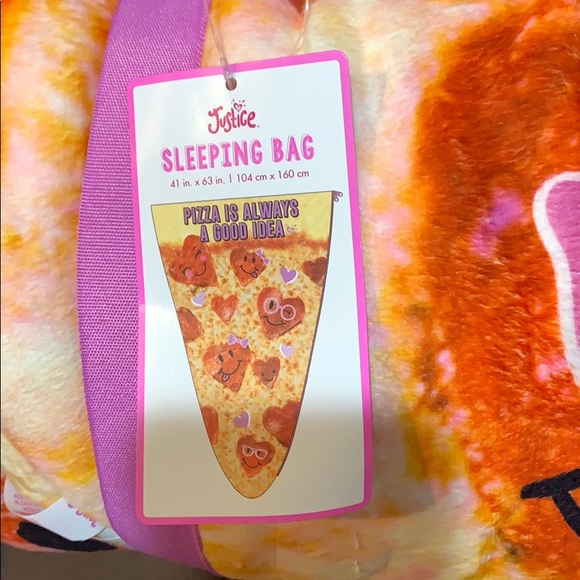 Justice
SLEEPING BAG
41 in. x 63 in. | 104 cm x 160 cm
PIZZA IS ALWAYS
A GOOD IDEA